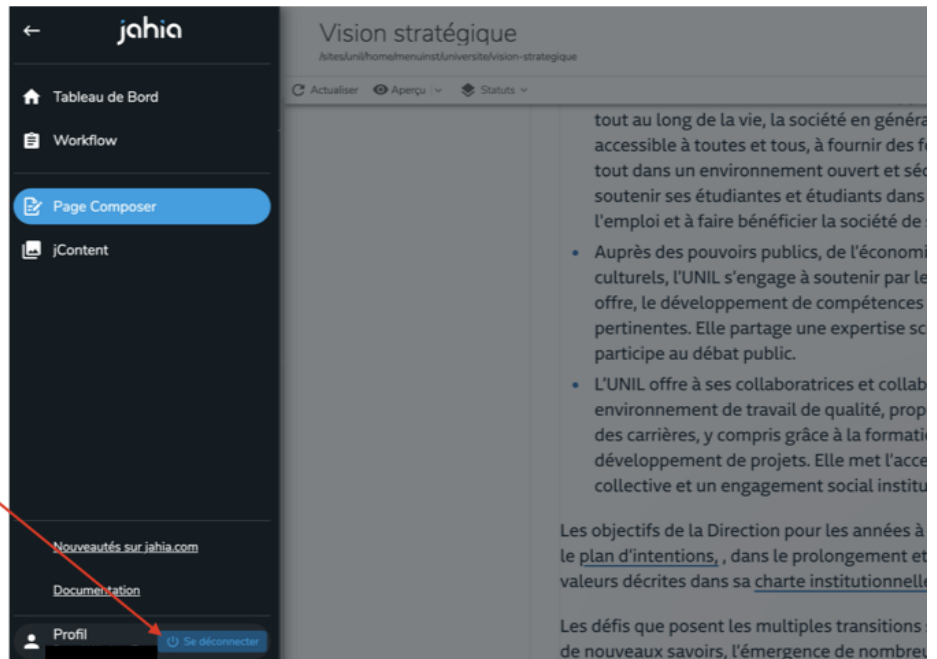 jahia
Tableau de Bord
Workflow
Page Composer
jContent
Nouveautés sur jahia.com
Documentation
Profil
Se déconnecter
Vision stratégique
/sites/unil/home/menuinst/universite/vision-strategique
Actualiser Aperçu Statuts
tout au long de la vie, la société en généra
accessible à toutes et tous, à fournir des f
tout dans un environnement ouvert et séc
soutenir ses étudiantes et étudiants dans
l'emploi et à faire bénéficier la société de
• Auprès des pouvoirs publics, de l'économi
culturels, l'UNIL s'engage à soutenir par le
offre, le développement de compétences
pertinentes. Elle partage une expertise sc
participe au débat public.
• L'UNIL offre à ses collaboratrices et collab
environnement de travail de qualité, prop
des carrières, y compris grâce à la formati
développement de projets. Elle met l'acce
collective et un engagement social institu
Les objectifs de la Direction pour les années à
le plan d'intentions, , dans le prolongement et
valeurs décrites dans sa charte institutionnelle
Les défis que posent les multiples transitions
de nouveaux savoirs, l'émergence de nombreu